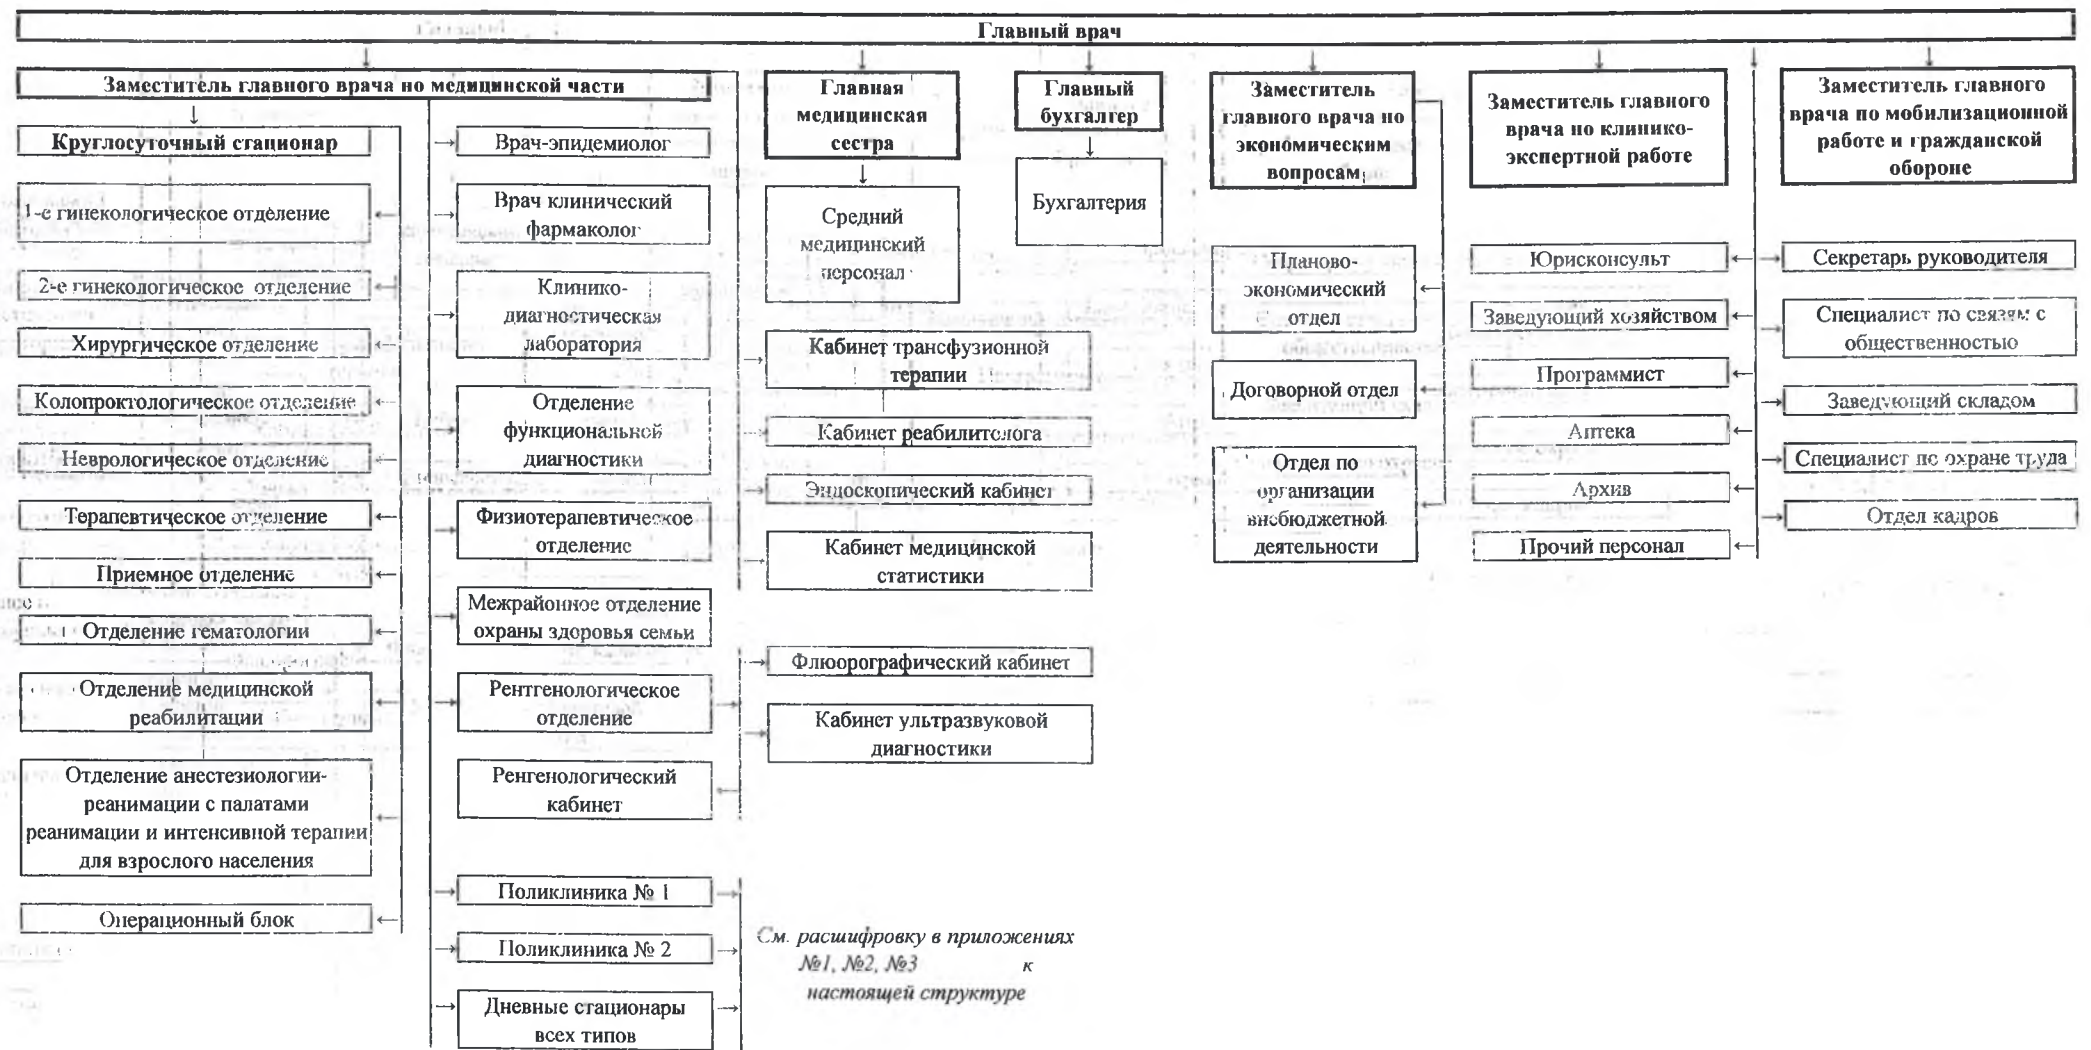 Главный врач
Заместитель главного врача по медицинской части
Круглосуточный стационар
1-е гинекологическое отделение
2-е гинекологическое отделение
Хирургическое отделение
Колопроктологическое отделение
Неврологическое отделение
Терапевтическое отделение
Приемное отделение
Отделение гематологии
Отделение медицинской
реабилитации
Отделение анестезиологии-
реанимации с палатами
реанимации и интенсивной терапии
для взрослого населения
Операционный блок
Врач-эпидемиолог
Врач клинический
фармаколог
Клинико-
диагностическая
лаборатория
Отделение
функциональной
диагностики
Физиотерапевтическое
отделение
Межрайонное отделение
охраны здоровья семьи
Рентгенологическое
отделение
Ренгенологический
кабинет
Поликлиника № 1
Поликлиника № 2
Дневные стационары
всех типов
Главная
медицинская
сестра
Средний
медицинский
персонал
Кабинет трансфузионной
терапии
Кабинет реабилитолога
Эндоскопический кабинет
Кабинет медицинской
статистики
Флюорографический кабинет
Кабинет ультразвуковой
диагностики
См. расшифровку в приложениях
№1, №2, №3 к
настоящей структуре
Главный
бухгалтер
Бухгалтерия
Заместитель
главного врача по
экономическим
вопросам
Планово-
экономический
отдел
Договорной отдел
Отдел по
организации
внебюджетной
деятельности
Заместитель главного
врача по клинико-
экспертной работе
Юрисконсульт
Заведующий хозяйством
Программист
Аптека
Архив
Прочий персонал
Заместитель главного
врача по мобилизационной
работе и гражданской
обороне
Секретарь руководителя
Специалист по связям с
общественностью
Заведующий складом
Специалист по охране труда
Отдел кадров